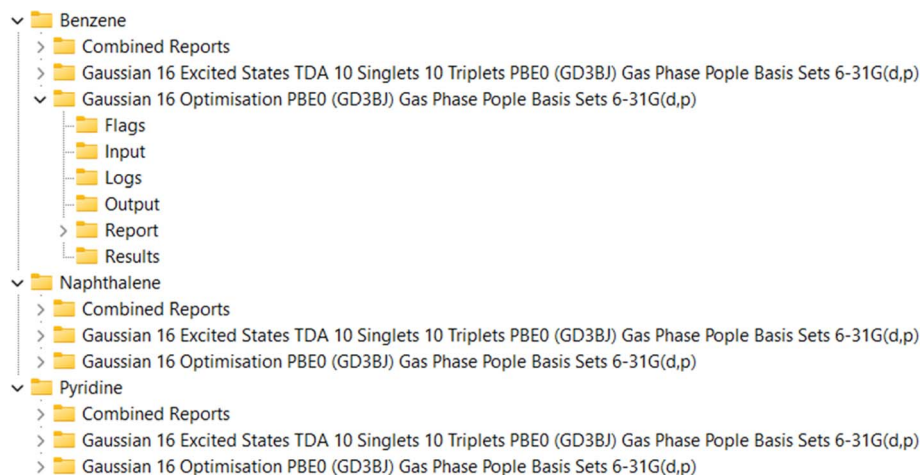 Benzene
Combined Reports
Gaussian 16 Excited States TDA 10 Singlets 10 Triplets PBE0 (GD3BJ) Gas Phase Pople Basis Sets 6-31G(d,p)
Gaussian 16 Optimisation PBE0 (GD3BJ) Gas Phase Pople Basis Sets 6-31G(d,p)
Flags
Input
Logs
Output
Report
Results
Naphthalene
Combined Reports
Gaussian 16 Excited States TDA 10 Singlets 10 Triplets PBE0 (GD3BJ) Gas Phase Pople Basis Sets 6-31G(d,p)
Gaussian 16 Optimisation PBE0 (GD3BJ) Gas Phase Pople Basis Sets 6-31G(d,p)
Pyridine
Combined Reports
Gaussian 16 Excited States TDA 10 Singlets 10 Triplets PBE0 (GD3BJ) Gas Phase Pople Basis Sets 6-31G(d,p)
Gaussian 16 Optimisation PBE0 (GD3BJ) Gas Phase Pople Basis Sets 6-31G(d,p)